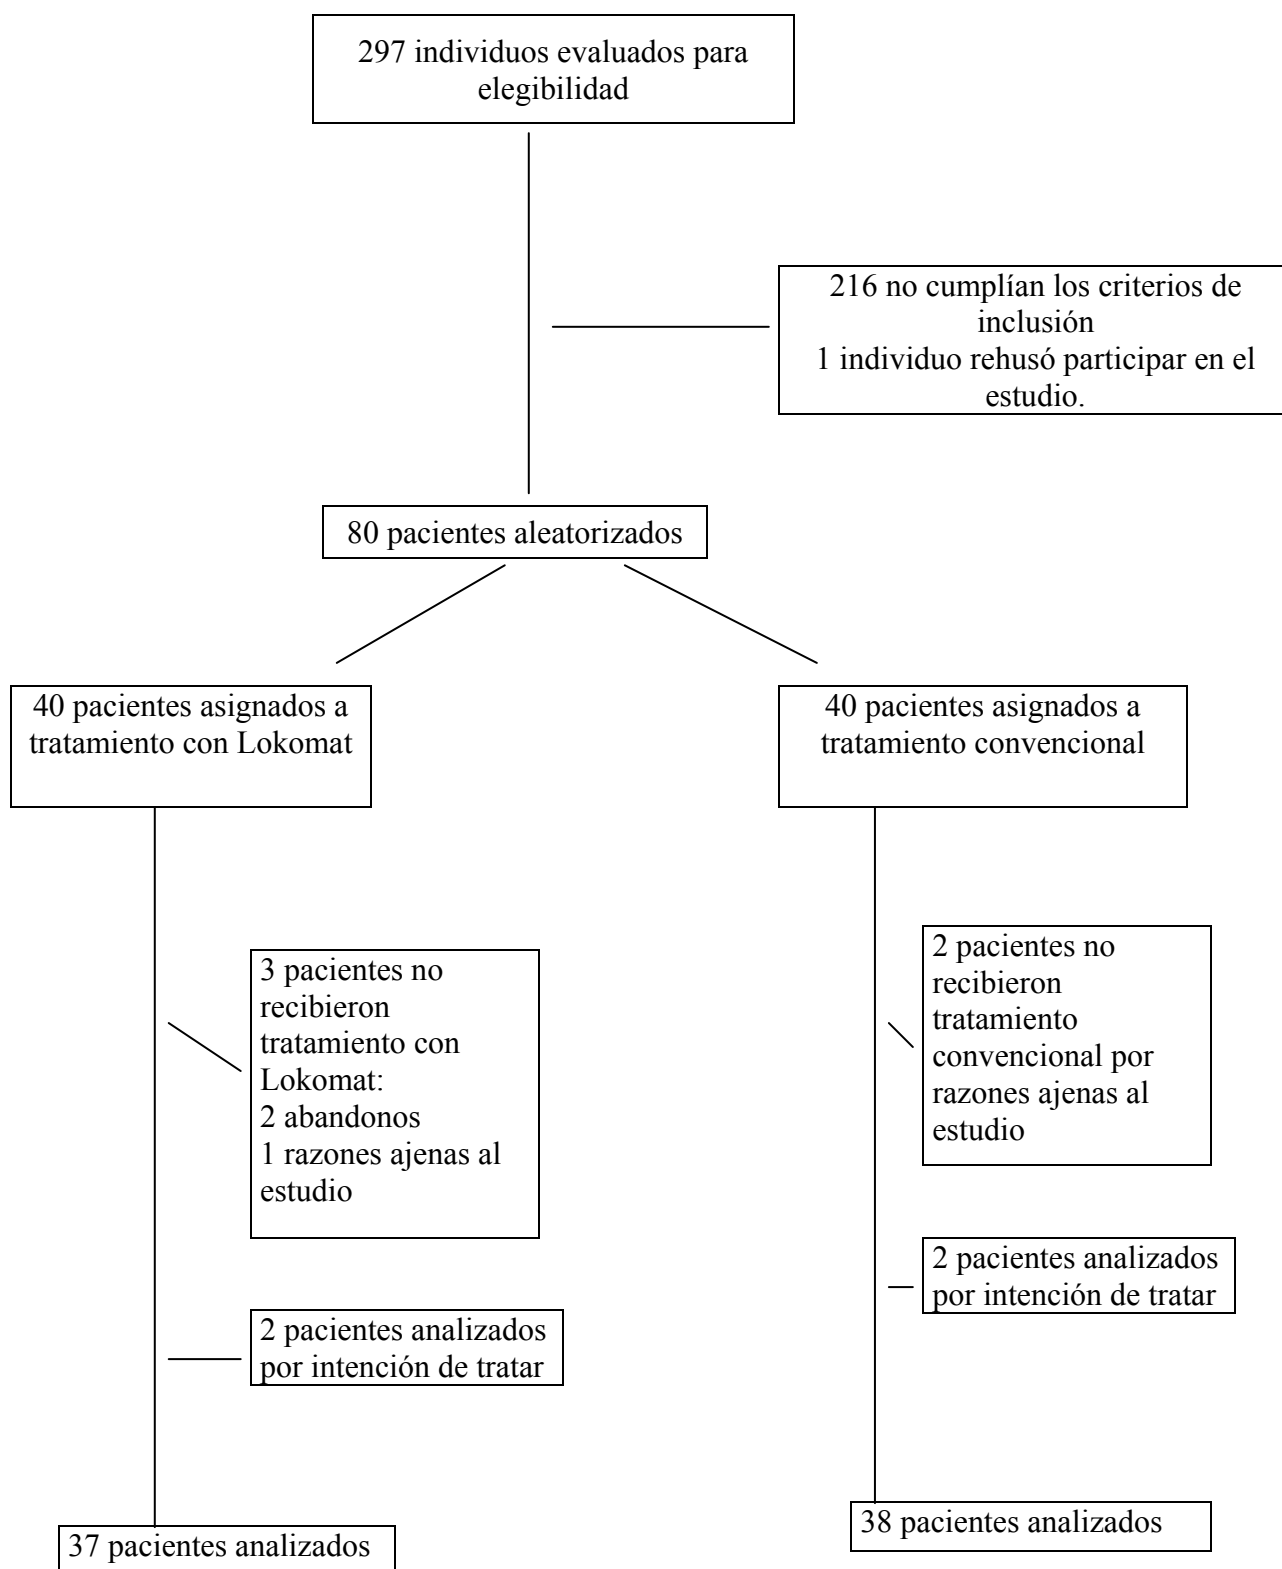 297 individuos evaluados para
elegibilidad
216 no cumplían los criterios de
inclusión
1 individuo rehusó participar en el
estudio.
80 pacientes aleatorizados
40 pacientes asignados a
tratamiento con Lokomat
40 pacientes asignados a
tratamiento convencional
3 pacientes no
recibieron
tratamiento con
Lokomat:
2 abandonos
1 razones ajenas al
estudio
2 pacientes no
recibieron
tratamiento
convencional por
razones ajenas al
estudio
2 pacientes analizados
por intención de tratar
2 pacientes analizados
por intención de tratar
37 pacientes analizados
38 pacientes analizados